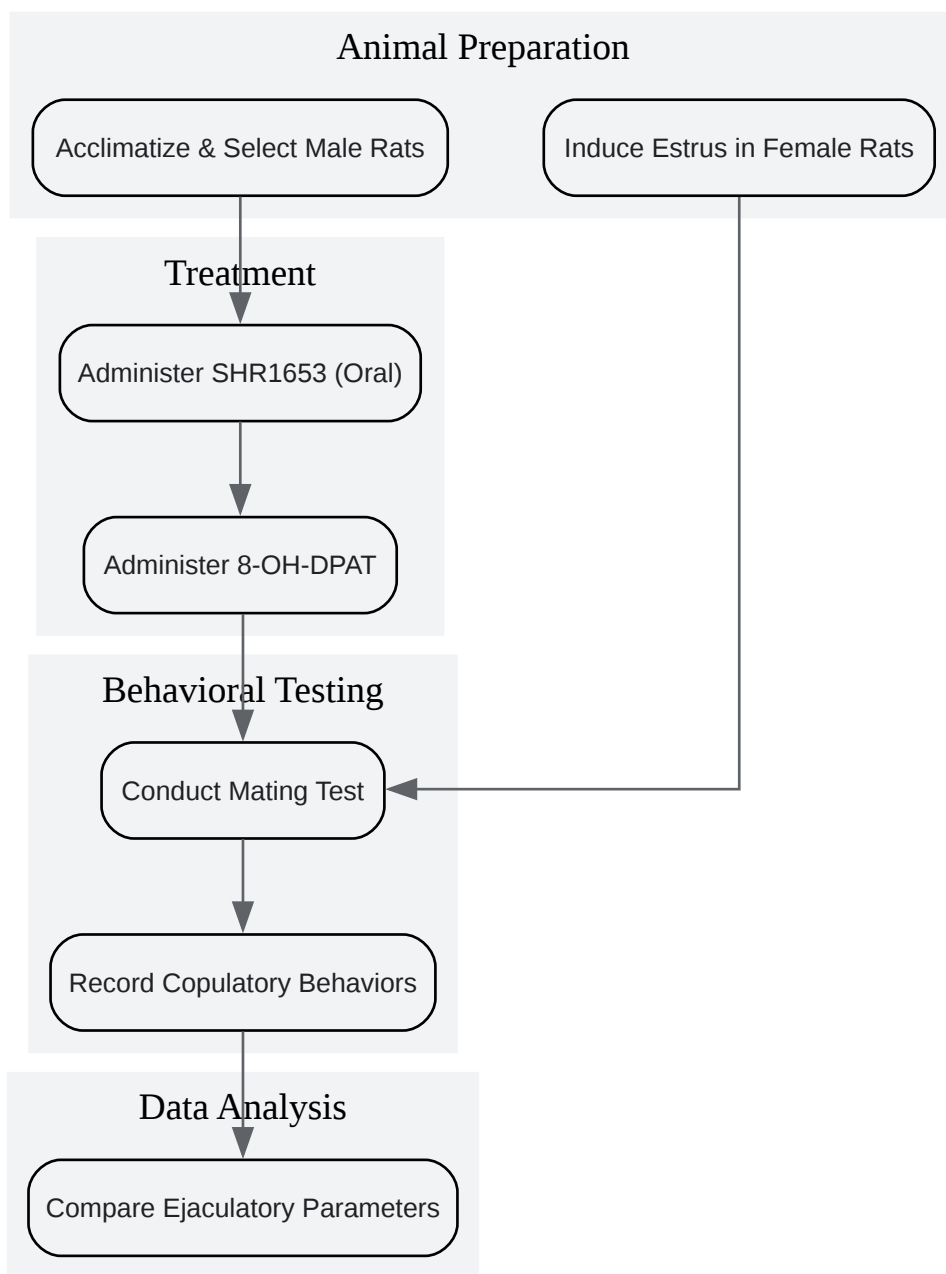 Animal Preparation
Acclimatize & Select Male Rats
Induce Estrus in Female Rats
Treatment
Administer SHR1653 (Oral)
Administer 8-OH-DPAT
Behavioral Testing
Conduct Mating Test
Record Copulatory Behaviors
Data Analysis
Compare Ejaculatory Parameters